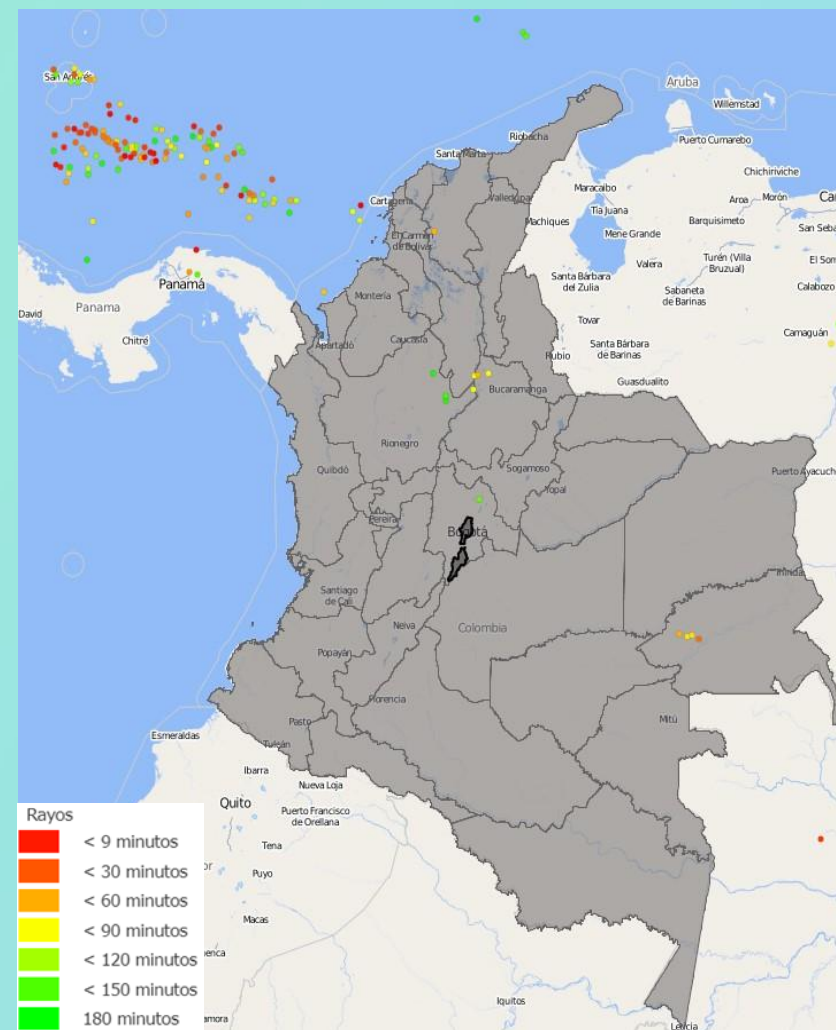 San Andrés
Aruba
Willemstad
Riohacha
Puerto Cumarebo
Santa Marta
Chichiriviche
Maracaibo
Valledupar
Cartagena
Aroa
Morón
Tía Juana
Machiques
Barquisimeto
El Carmen
de Bolívar
Mene Grande
Valera
Turén (Villa
Bruzual)
Santa Bárbara
del Zulia
Sabaneta
de Barinas
Calabozo
Panamá
Montería
Panama
David
Tovar
Camaguán
Chitré
Apartadó
Caucasia
Santa Bárbara
de Barinas
Rubio
Guasdualito
Bucaramanga
Rionegro
Quibdó
Sogamoso
Puerto Ayacucho
Yopal
Pereira
Bogotá
Inírida
Santiago
de Cali
Neiva
Colombia
Popayán
Florencia
Mitú
Pasto
Esmeraldas
Tulcán
Ibarra
Nueva Loja
Quito
Puerto Francisco
de Orellana
Tena
Puyo
Macas
Iquitos
Leticia
Rayos
< 9 minutos
< 30 minutos
< 60 minutos
< 90 minutos
< 120 minutos
< 150 minutos
180 minutos